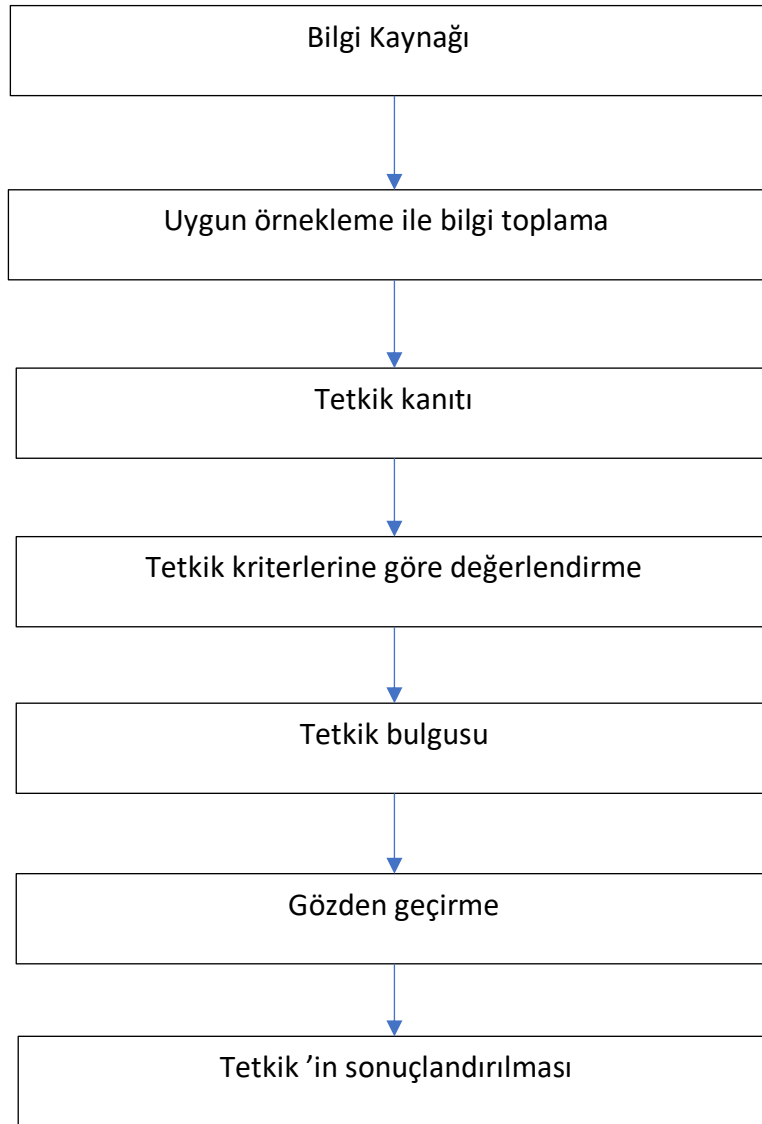 Bilgi Kaynağı
Uygun örnekleme ile bilgi toplama
Tetkik kanıtı
Tetkik kriterlerine göre değerlendirme
Tetkik bulgusu
Gözden geçirme
Tetkik ’in sonuçlandırılması